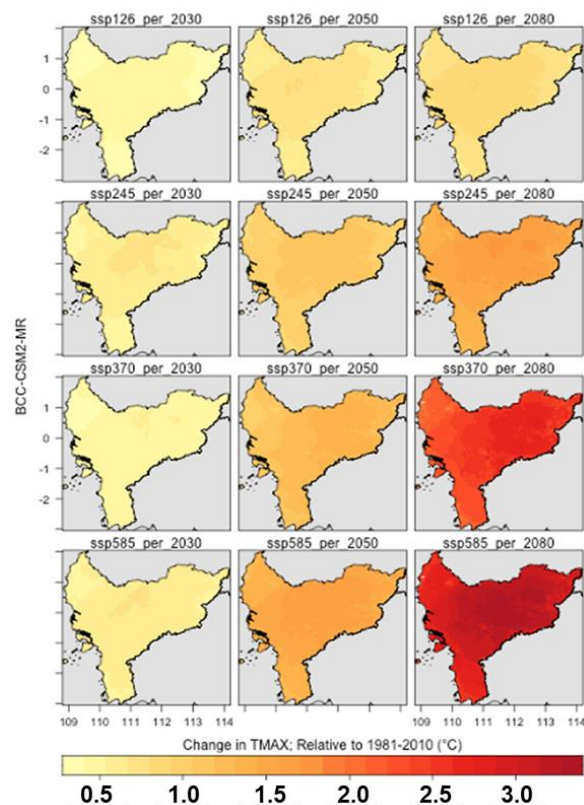 ssp126_per_2030 ssp126_per_2050 ssp126_per_2080
1
0
-1
-2
ssp245_per_2030 ssp245_per_2050 ssp245_per_2080
BCC-CSM2-MR
ssp370_per_2030 ssp370_per_2050 ssp370_per_2080
1
0
-1
-2
ssp585_per_2030 ssp585_per_2050 ssp585_per_2080
109 110 111 112 113 114 109 110 111 112 113 114
Change in TMAX; Relative to 1981-2010 (°C)
0.5 1.0 1.5 2.0 2.5 3.0